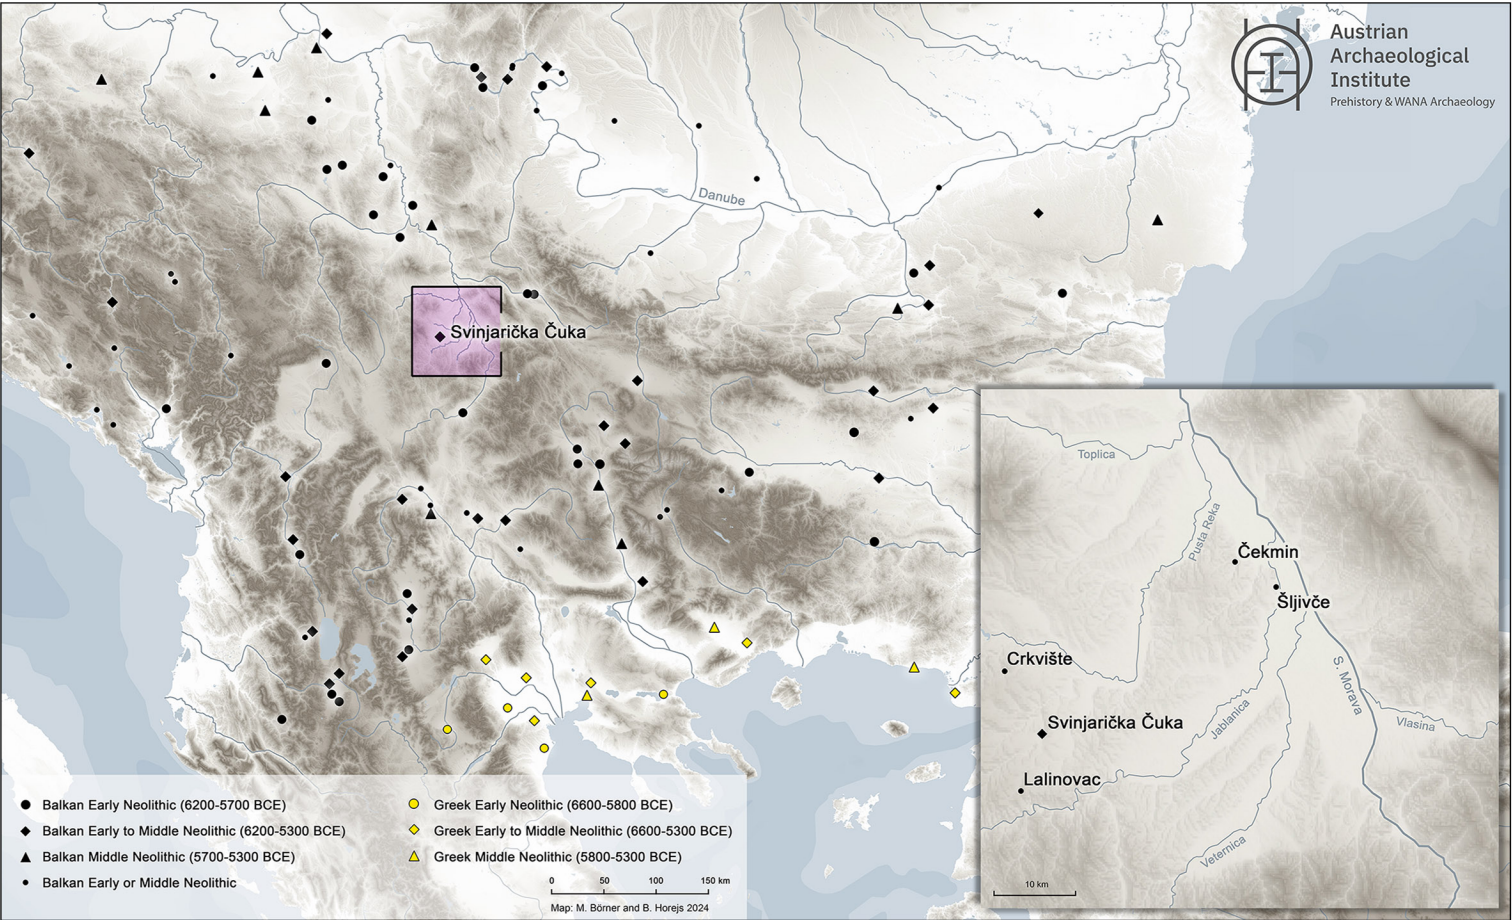 Austrian
Archaeological
Institute
Prehistory & WANA Archaeology
Danube
Svinjarička Čuka
Toplica
Pusta Reka
Čekmin
Šljivče
Crkvište
S. Morava
Svinjarička Čuka
Jablanica
Vlasina
Lalinovac
Veternica
10 km
Balkan Early Neolithic (6200-5700 BCE)
Balkan Early to Middle Neolithic (6200-5300 BCE)
Balkan Middle Neolithic (5700-5300 BCE)
Balkan Early or Middle Neolithic
Greek Early Neolithic (6600-5800 BCE)
Greek Early to Middle Neolithic (6600-5300 BCE)
Greek Middle Neolithic (5800-5300 BCE)
0 50 100 150 km
Map: M. Börner and B. Horejs 2024